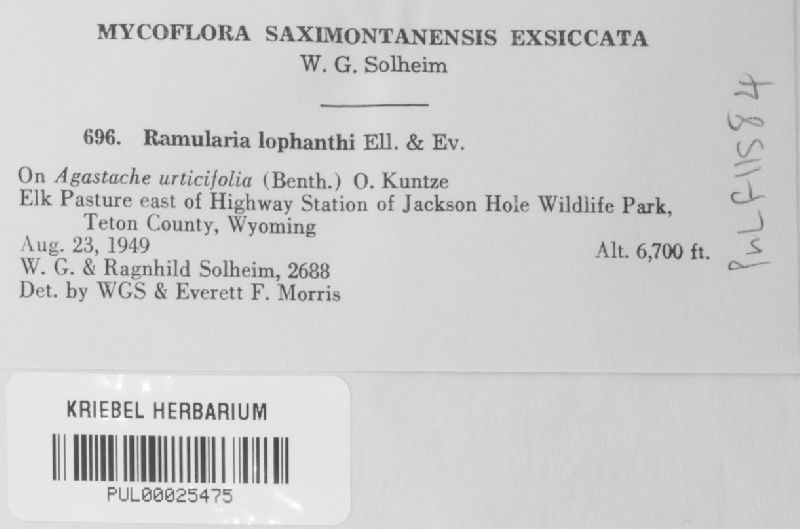 MYCOFLORA SAXIMONTANENSIS EXSICCATA
W. G. Solheim
696. Ramularia lophanthi Ell. & Ev.
On Agastache urticifolia (Benth.) O. Kuntze
Elk Pasture east of Highway Station of Jackson Hole Wildlife Park,
Teton County, Wyoming
Aug. 23, 1949 Alt. 6,700 ft.
W. G. & Ragnhild Solheim, 2688
Det. by WGS & Everett F. Morris
PUL F11584
KRIEBEL HERBARIUM
PUL00025475